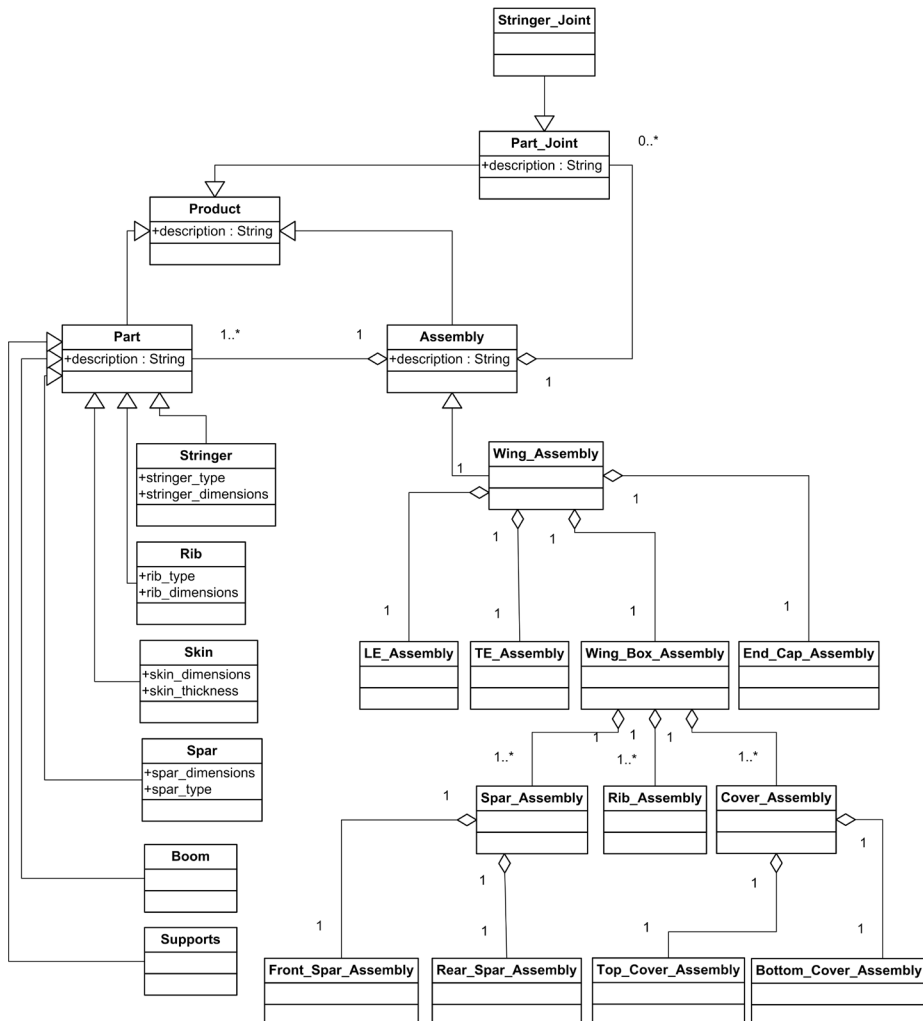 Stringer_Joint
Part_Joint
0..*
+description : String
Product
+description : String
Part
1..*
1
Assembly
+description : String
+description : String
1
Stringer
+stringer_type
+stringer_dimensions
Wing_Assembly
1
1
Rib
+rib_type
+rib_dimensions
1
1
1
1
1
1
Skin
+skin_dimensions
+skin_thickness
LE_Assembly
TE_Assembly
Wing_Box_Assembly
End_Cap_Assembly
Spar
+spar_dimensions
+spar_type
1
1
1
1..*
1..*
1..*
1
Spar_Assembly
Rib_Assembly
Cover_Assembly
Boom
1
1
1
Supports
1
1
1
1
Front_Spar_Assembly
Rear_Spar_Assembly
Top_Cover_Assembly
Bottom_Cover_Assembly